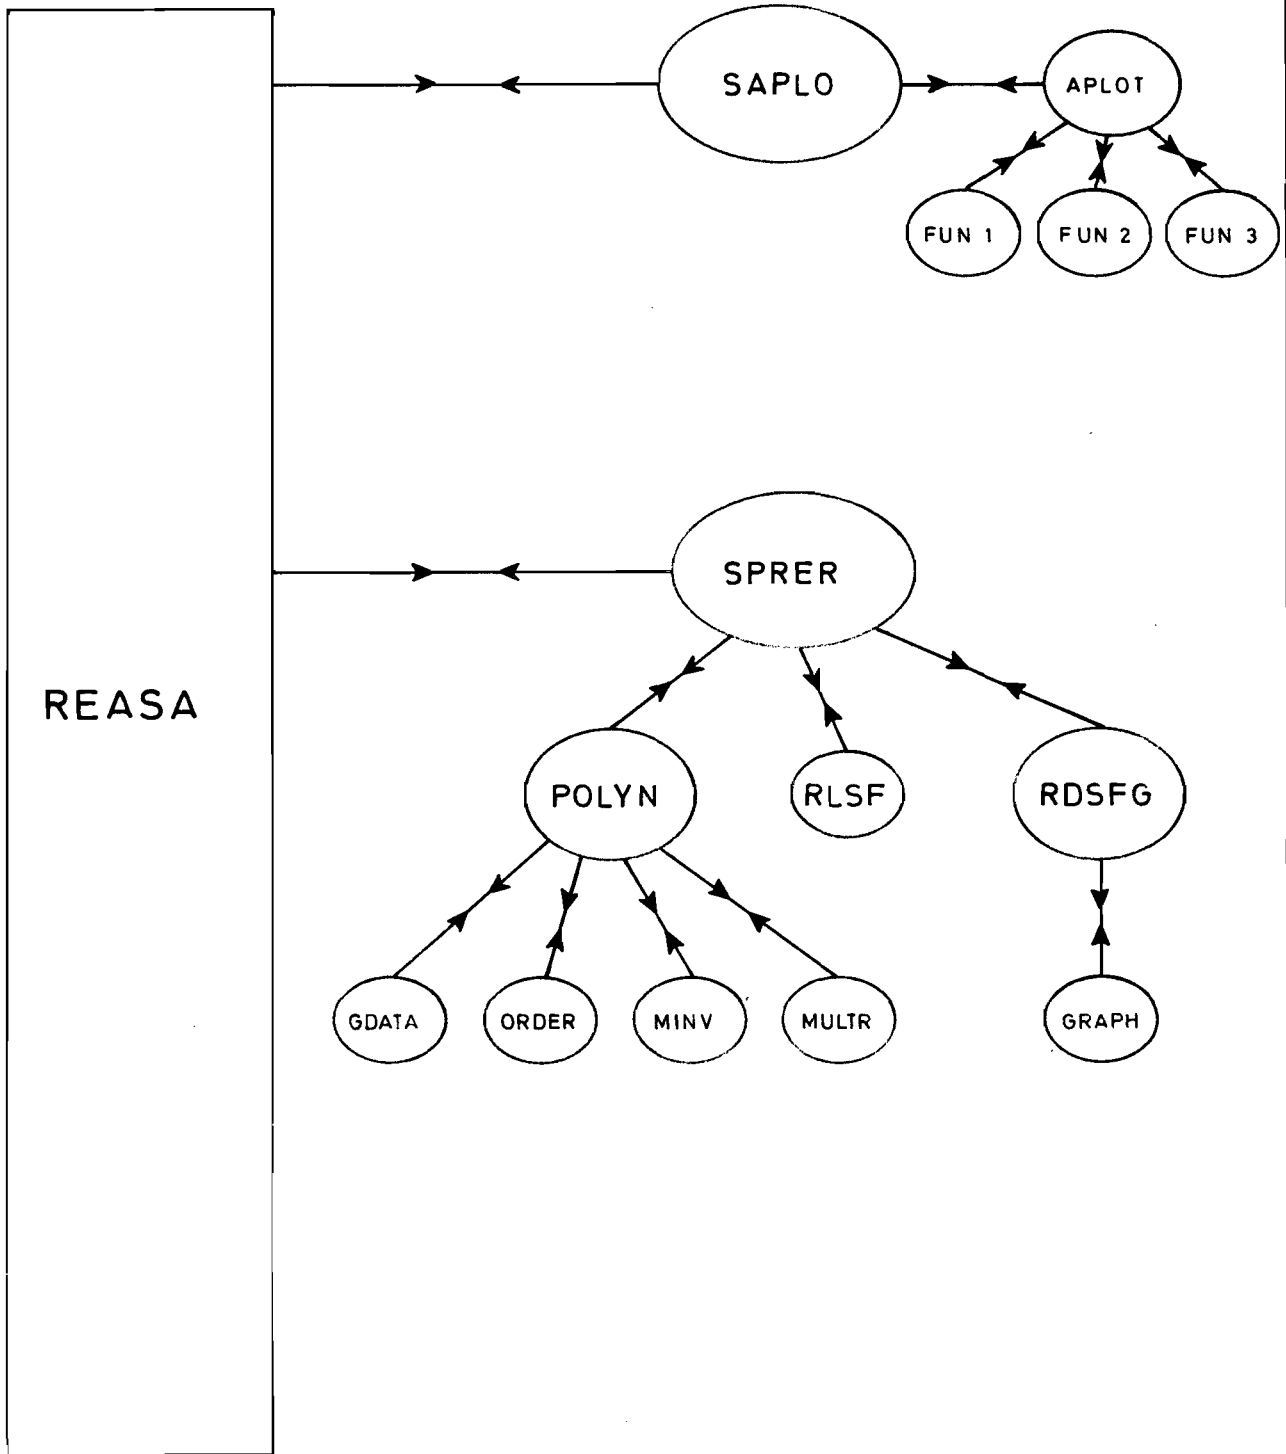 SAPLO
APLOT
FUN 1
FUN 2
FUN 3
SPRER
REASA
POLYN
RLSF
RDSFG
GDATA
ORDER
MINV
MULTR
GRAPH